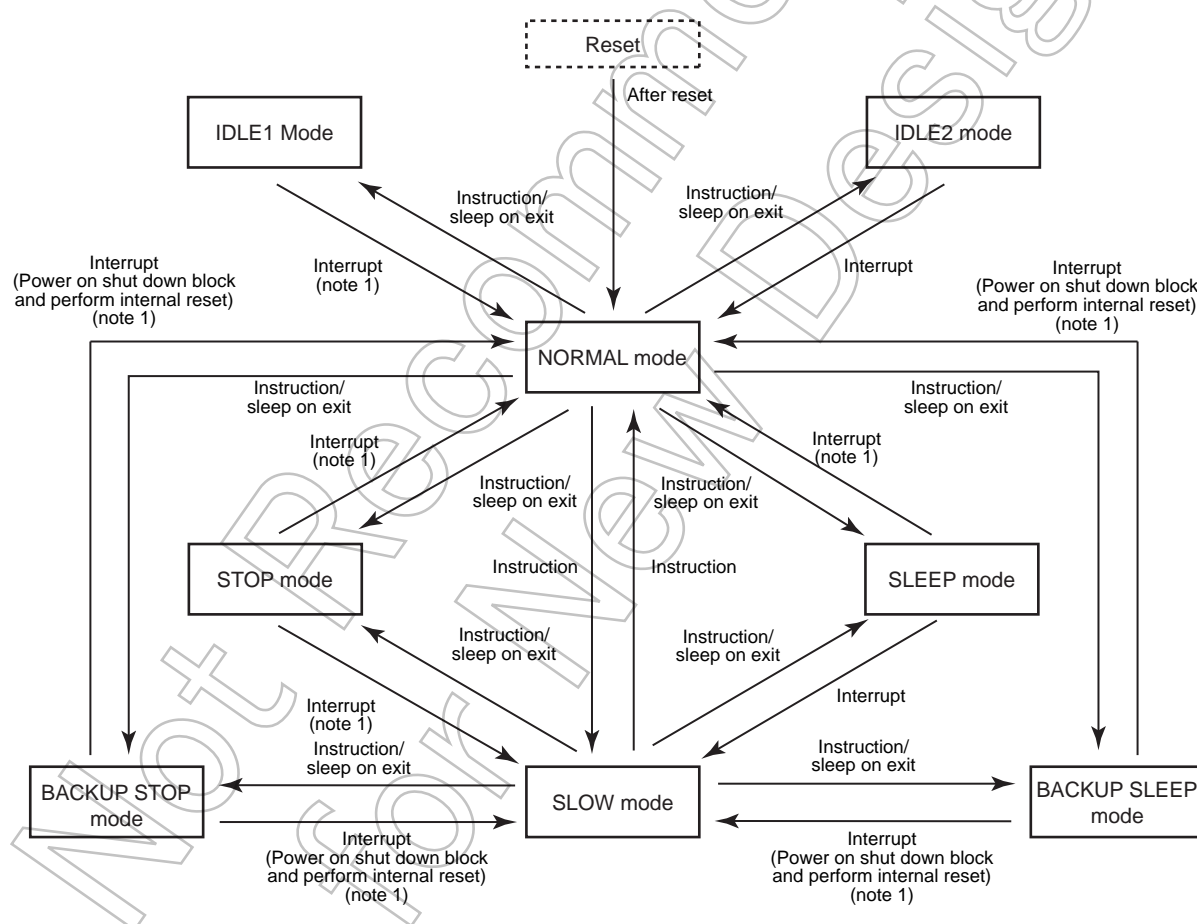 Reset
After reset
IDLE1 Mode
IDLE2 mode
Instruction/
sleep on exit
Instruction/
sleep on exit
Interrupt
(Power on shut down block
and perform internal reset)
(note 1)
Interrupt
(note 1)
Interrupt
Interrupt
(Power on shut down block
and perform internal reset)
(note 1)
NORMAL mode
Instruction/
sleep on exit
Instruction/
sleep on exit
Interrupt
(note 1)
Interrupt
(note 1)
Instruction/
sleep on exit
Instruction/
sleep on exit
Instruction
Instruction
STOP mode
SLEEP mode
Instruction/
sleep on exit
Instruction/
sleep on exit
Interrupt
(note 1)
Interrupt
Instruction/
sleep on exit
Instruction/
sleep on exit
BACKUP STOP
mode
SLOW mode
BACKUP SLEEP
mode
Interrupt
(Power on shut down block
and perform internal reset)
(note 1)
Interrupt
(Power on shut down block
and perform internal reset)
(note 1)
Not Recomme
for New Desig